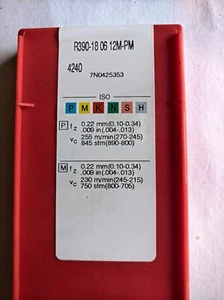 R390-18 06 12M-PM
4240
7N0425353
ISO
P M K N S H
P fz 0.22 mm(0.10-0.34)
.009 in(.004-.013)
vc 255 m/min(270-245)
845 sfm(890-800)
M fz 0.22 mm(0.10-0.34)
.009 in(.004-.013)
vc 230 m/min(245-215)
750 sfm(800-705)